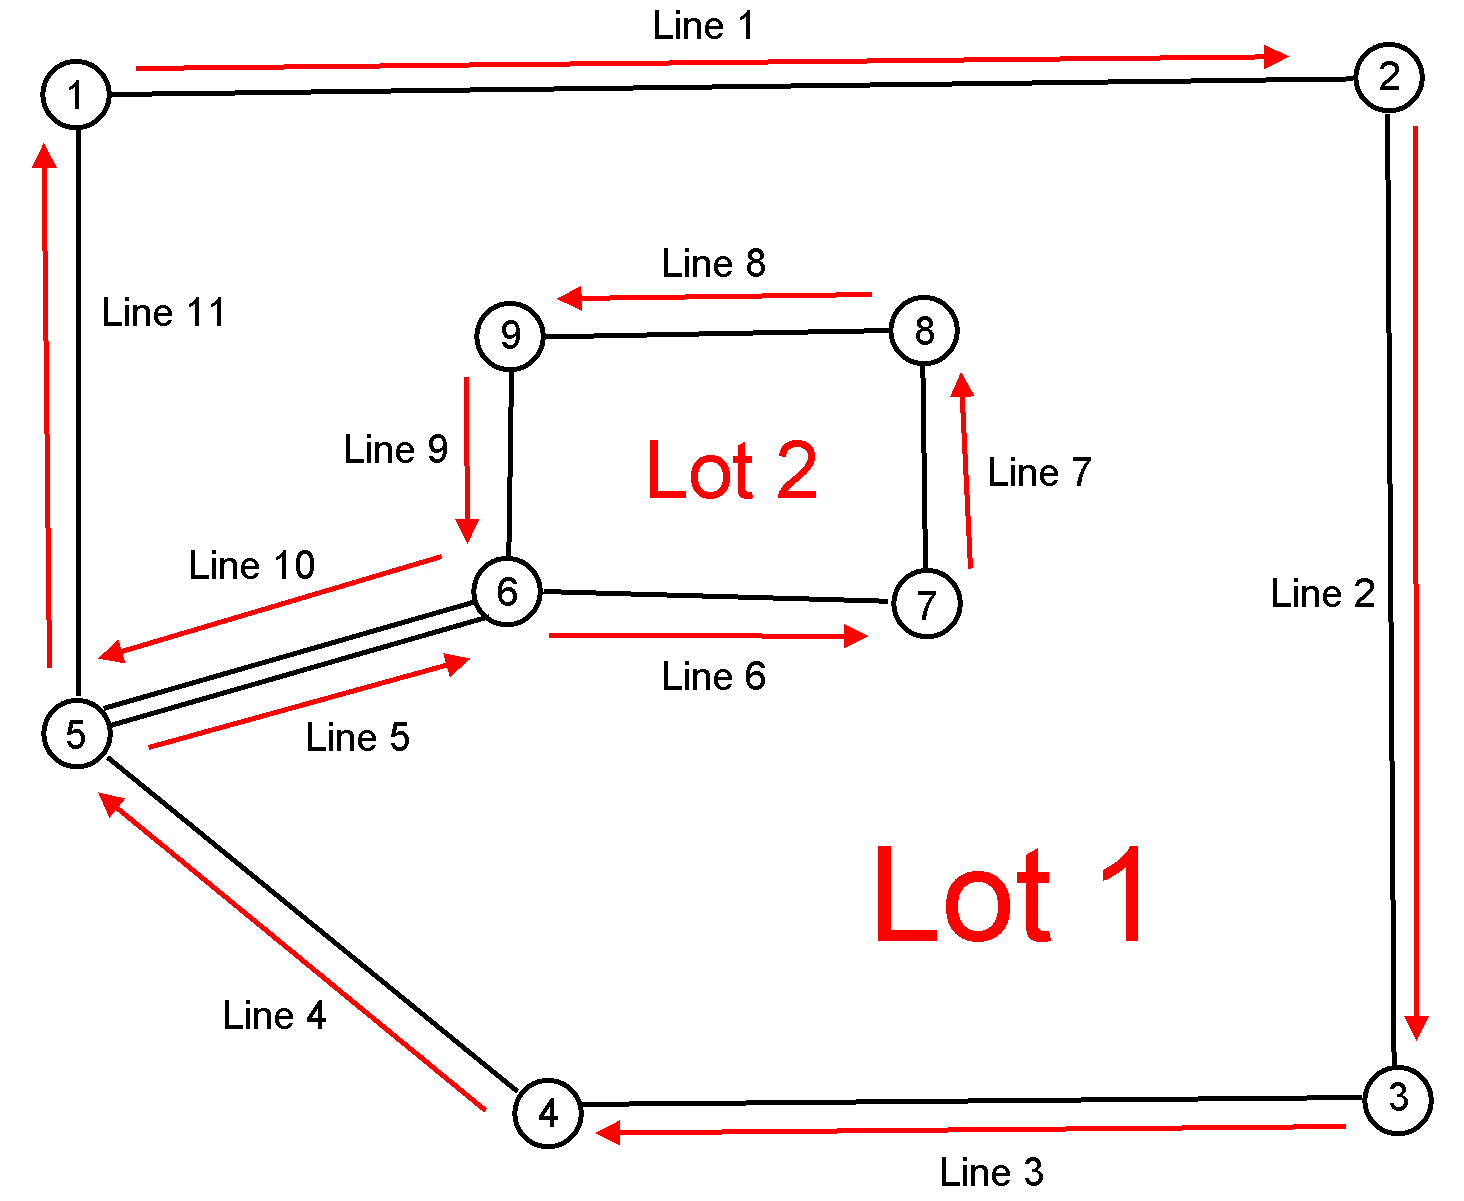 Line 1
1
2
Line 8
Line 11
9
8
Line 9
Lot 2
Line 7
Line 10
6
7
Line 2
Line 6
5
Line 5
Lot 1
Line 4
4
3
Line 3